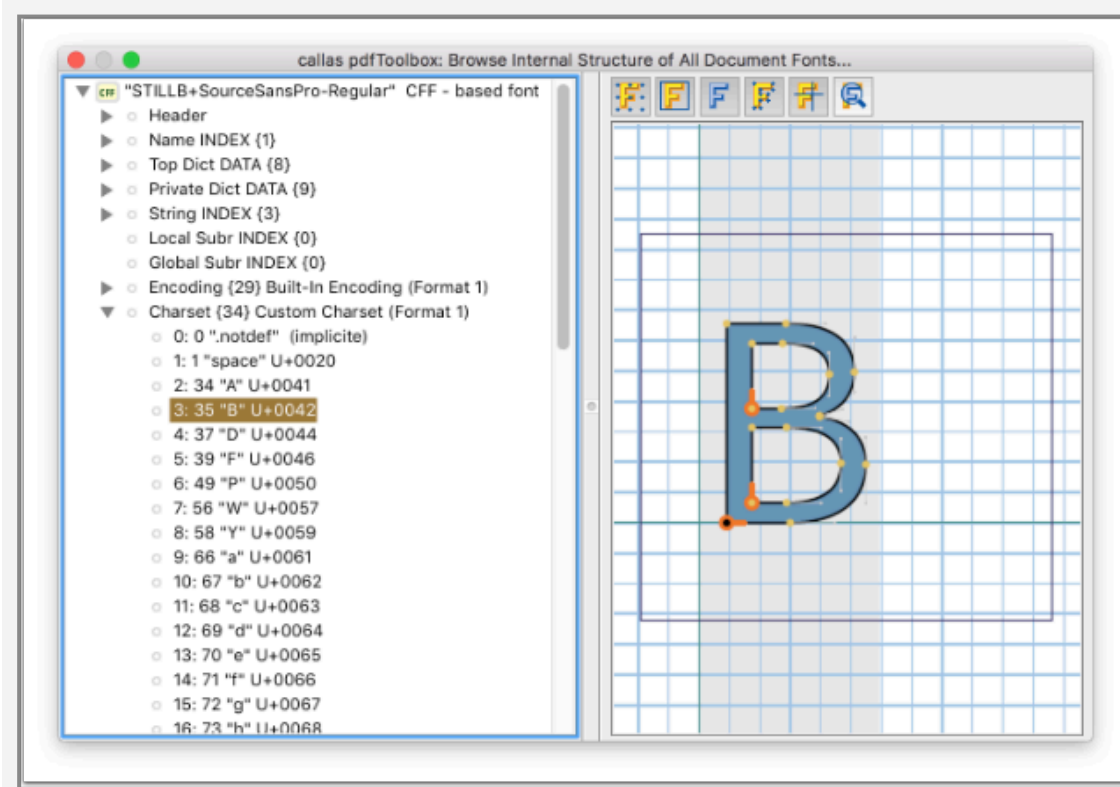 callas pdfToolbox: Browse Internal Structure of All Document Fonts...
CFF "STILLB+SourceSansPro-Regular" CFF - based font
Header
Name INDEX {1}
Top Dict DATA {8}
Private Dict DATA {9}
String INDEX {3}
Local Subr INDEX {0}
Global Subr INDEX {0}
Encoding {29} Built-In Encoding (Format 1)
Charset {34} Custom Charset (Format 1)
0: 0 ".notdef" (implicite)
1: 1 "space" U+0020
2: 34 "A" U+0041
3: 35 "B" U+0042
4: 37 "D" U+0044
5: 39 "F" U+0046
6: 49 "P" U+0050
7: 56 "W" U+0057
8: 58 "Y" U+0059
9: 66 "a" U+0061
10: 67 "b" U+0062
11: 68 "c" U+0063
12: 69 "d" U+0064
13: 70 "e" U+0065
14: 71 "f" U+0066
15: 72 "g" U+0067
16: 73 "h" U+0068
F F F F F F
B